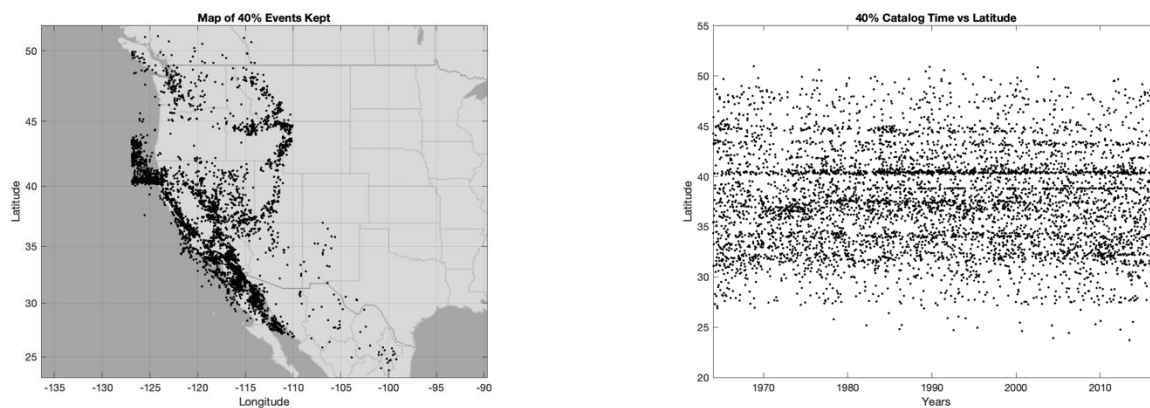 Map of 40% Events Kept
50
45
40
35
30
25
Latitude
-135 -130 -125 -120 -115 -110 -105 -100 -95 -90
Longitude
40% Catalog Time vs Latitude
55
50
45
40
35
30
25
20
Latitude
1970 1980 1990 2000 2010
Years